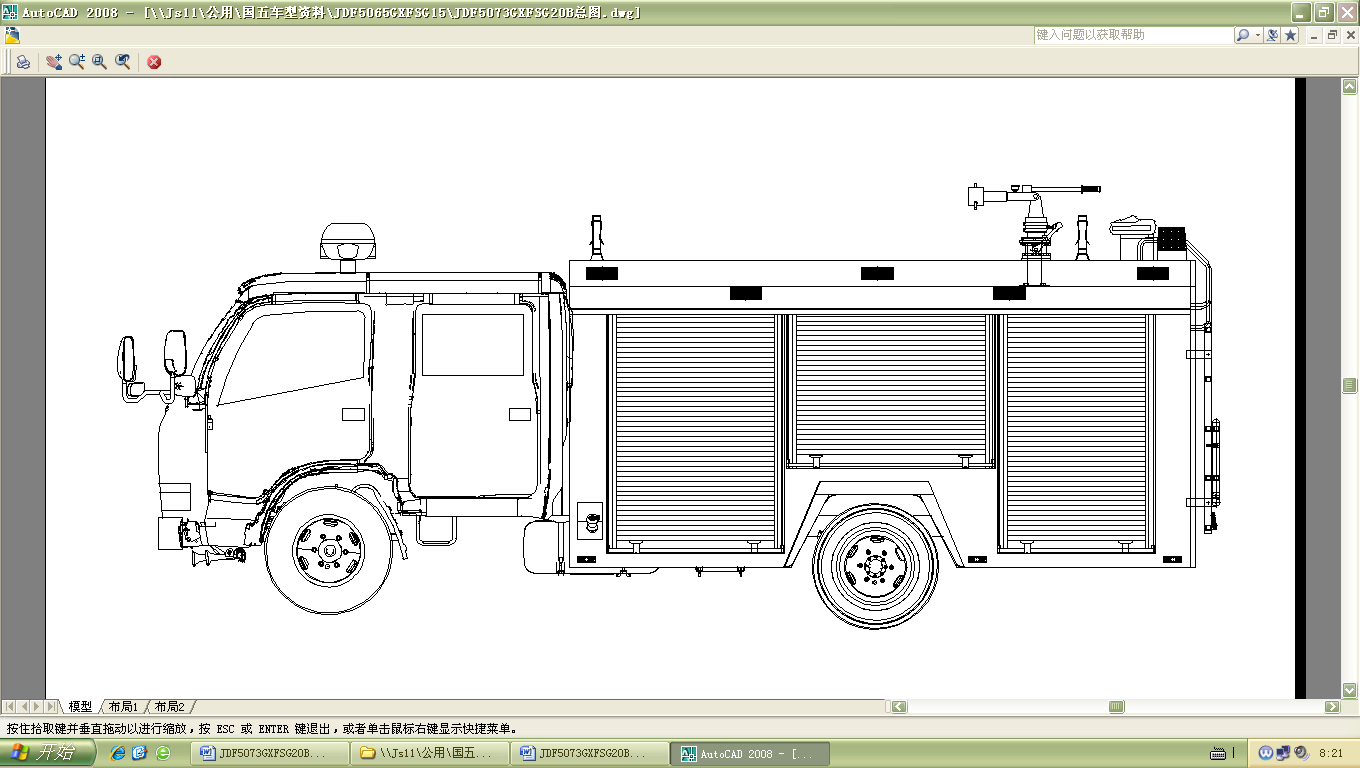 AutoCAD 2008 - [\\Js11\公用\国五车型资料\JDF5065GXFSG15\JDF5073GXFSG20B总图.dwg]
键入问题以获取帮助
模型 布局1 布局2
按住拾取键并垂直拖动以进行缩放，按 ESC 或 ENTER 键退出，或者单击鼠标右键显示快捷菜单。
开始 JDF5073GXFSG20B... \\Js11\公用\国五... JDF5073GXFSG20B... AutoCAD 2008 - [... 8:21